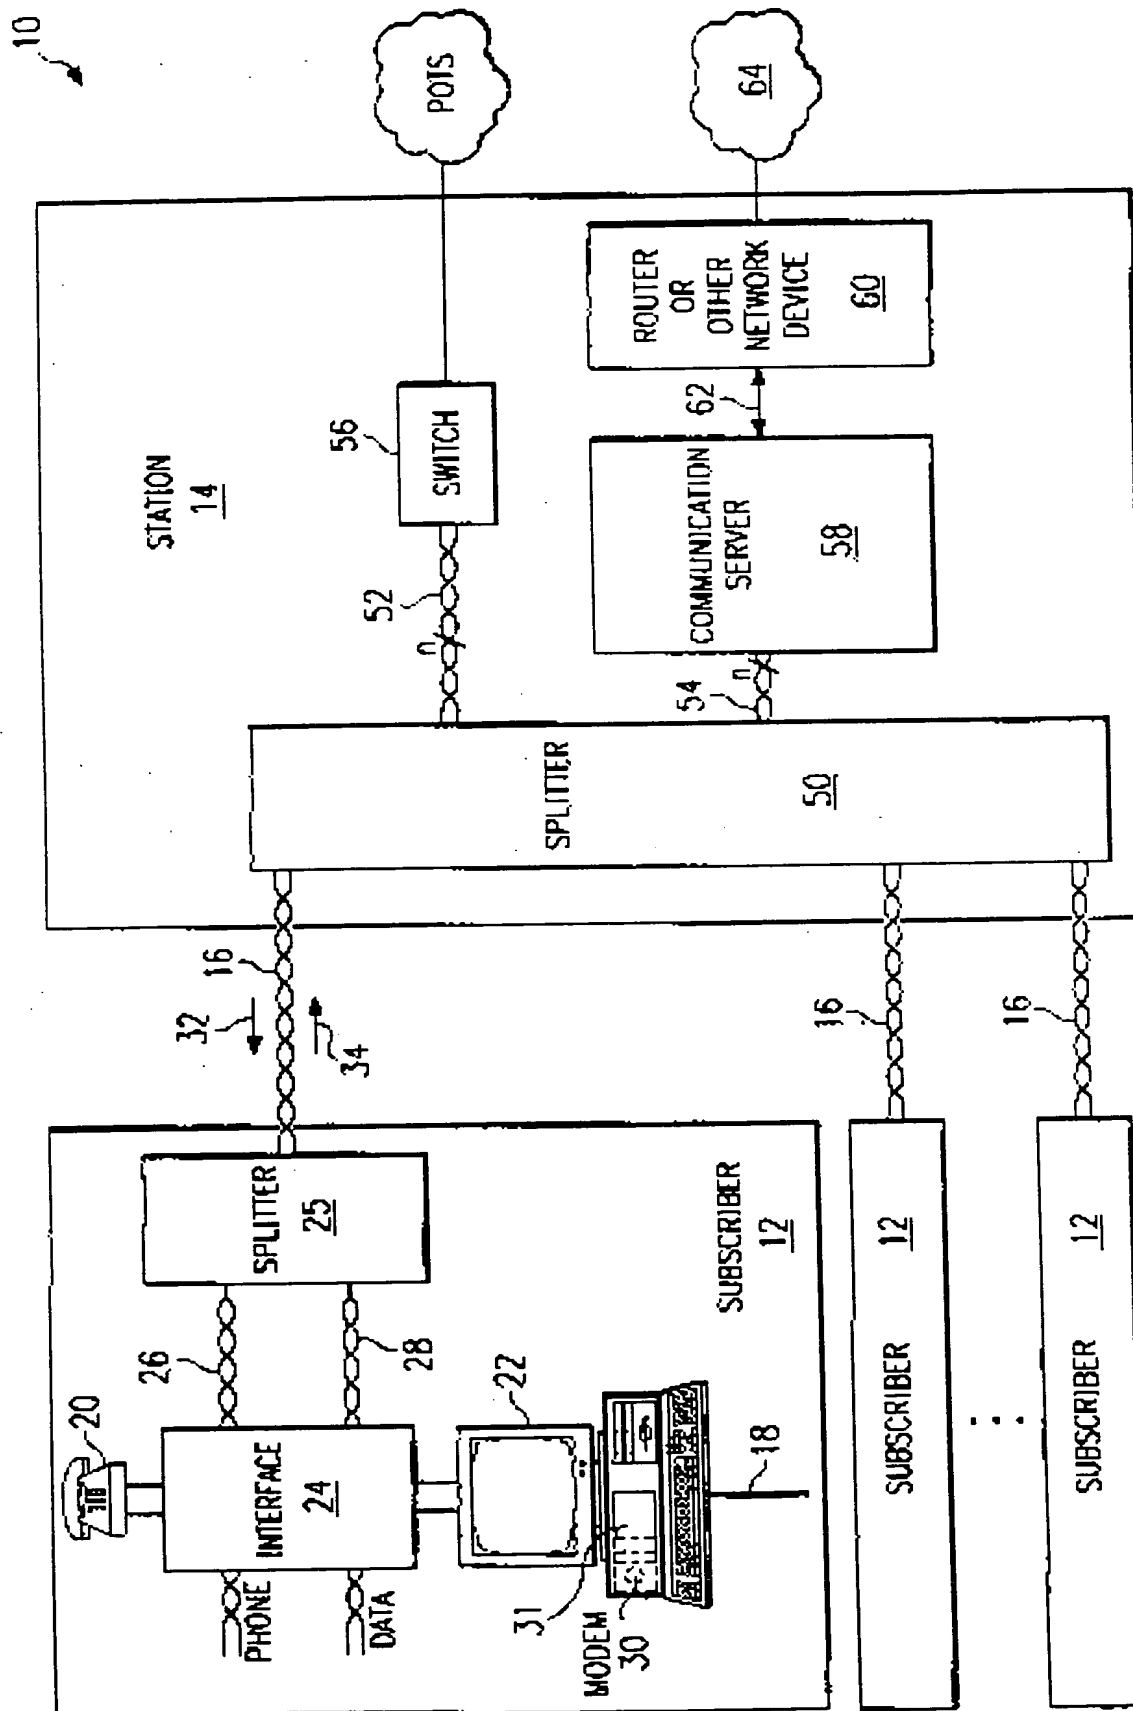 10
POTS
64
STATION
14
56
SWITCH
ROUTER
OR
OTHER
NETWORK
DEVICE
60
62
52
n
COMMUNICATION
SERVER
58
54
n
SPLITTER
50
32
16
34
16
16
SPLITTER
25
26
28
20
INTERFACE
24
PHONE
DATA
22
31
MODEM
30
18
SUBSCRIBER
12
SUBSCRIBER
12
SUBSCRIBER
12